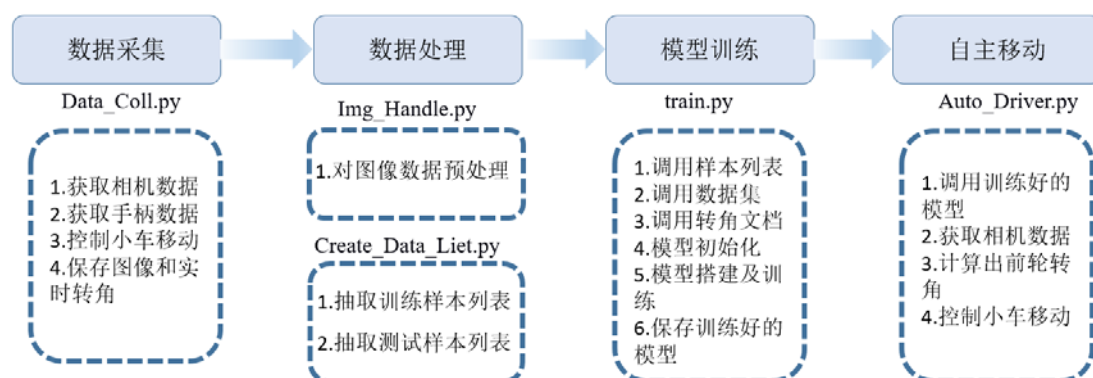 数据采集
数据处理
模型训练
自主移动
Data_Coll.py
1.获取相机数据
2.获取手柄数据
3.控制小车移动
4.保存图像和实
时转角
Img_Handle.py
1.对图像数据预处理
Create_Data_Liet.py
1.抽取训练样本列表
2.抽取测试样本列表
train.py
1.调用样本列表
2.调用数据集
3.调用转角文档
4.模型初始化
5.模型搭建及训
练
6.保存训练好的
模型
Auto_Driver.py
1.调用训练好的
模型
2.获取相机数据
3.计算出前轮转
角
4.控制小车移动